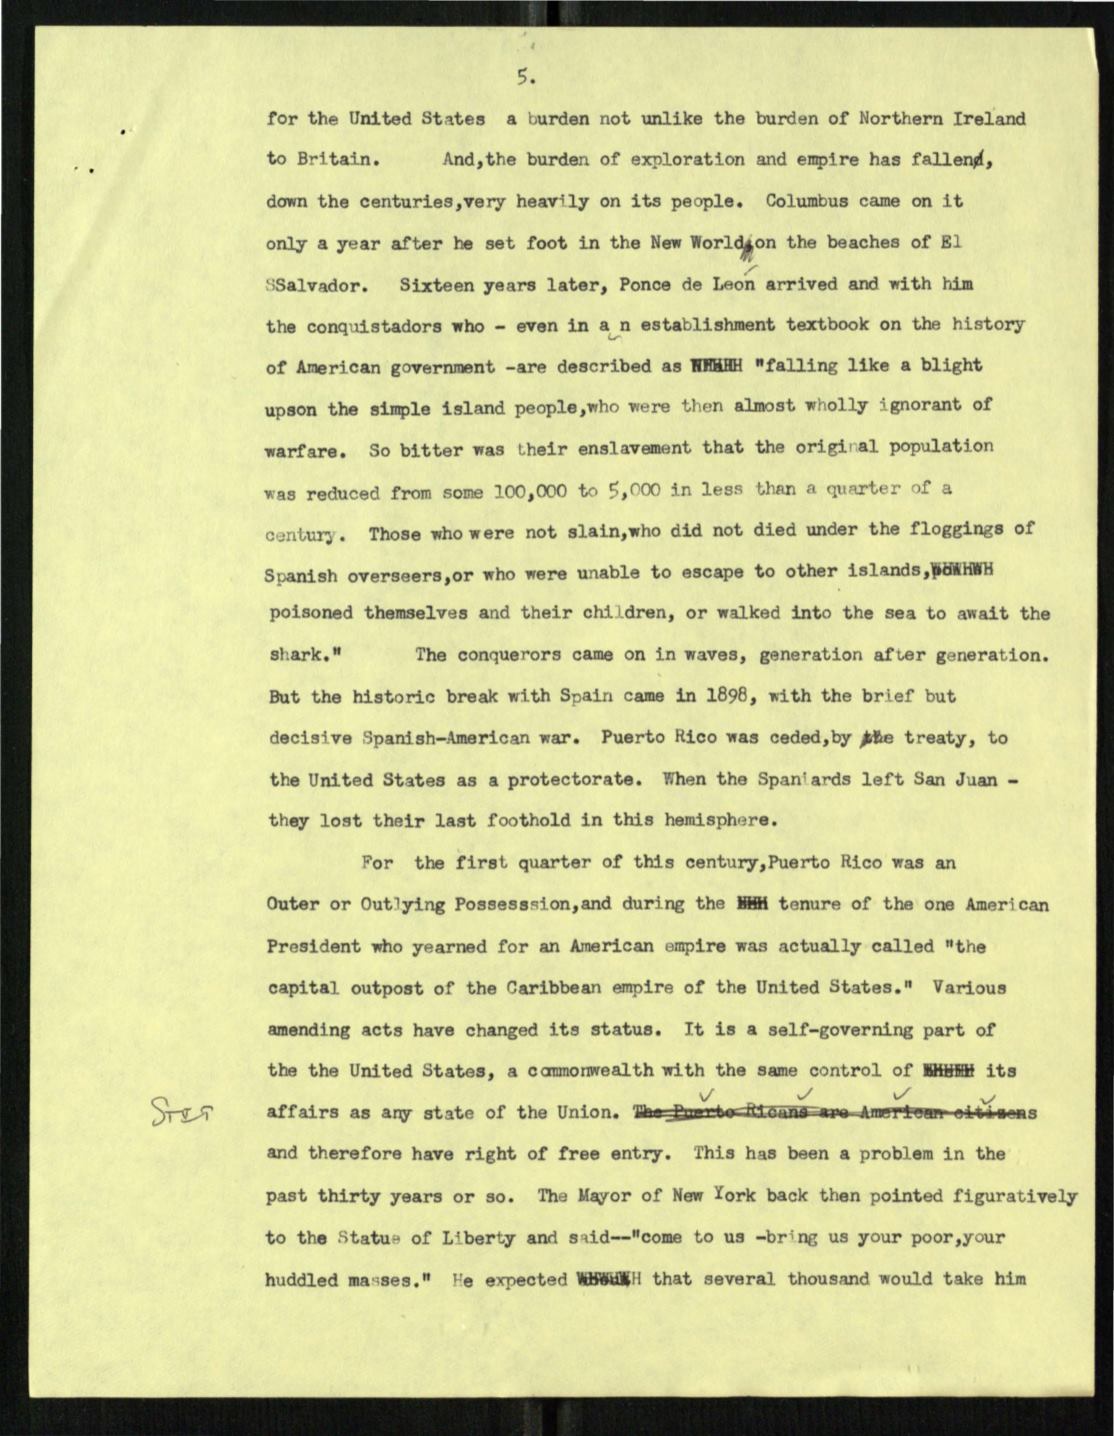 5.
for the United States a burden not unlike the burden of Northern Ireland
to Britain. And,the burden of exploration and empire has fallend,
down the centuries,very heavily on its people. Columbus came on it
only a year after he set foot in the New World on the beaches of El
SSalvador. Sixteen years later, Ponce de Leon arrived and with him
the conquistadors who - even in a n establishment textbook on the history
of American government -are described as "falling like a blight
upson the simple island people,who were then almost wholly ignorant of
warfare. So bitter was their enslavement that the original population
was reduced from some 100,000 to 5,000 in less than a quarter of a
century. Those who were not slain,who did not died under the floggings of
Spanish overseers,or who were unable to escape to other islands,
poisoned themselves and their children, or walked into the sea to await the
shark." The conquerors came on in waves, generation after generation.
But the historic break with Spain came in 1898, with the brief but
decisive Spanish-American war. Puerto Rico was ceded,by the treaty, to
the United States as a protectorate. When the Spaniards left San Juan -
they lost their last foothold in this hemisphere.
For the first quarter of this century,Puerto Rico was an
Outer or Outlying Possesssion,and during the tenure of the one American
President who yearned for an American empire was actually called "the
capital outpost of the Caribbean empire of the United States." Various
amending acts have changed its status. It is a self-governing part of
the the United States, a commonwealth with the same control of its
STET affairs as any state of the Union. The Puerto Ricans are American citizens
and therefore have right of free entry. This has been a problem in the
past thirty years or so. The Mayor of New York back then pointed figuratively
to the Statue of Liberty and said--"come to us -bring us your poor,your
huddled masses." He expected that several thousand would take him